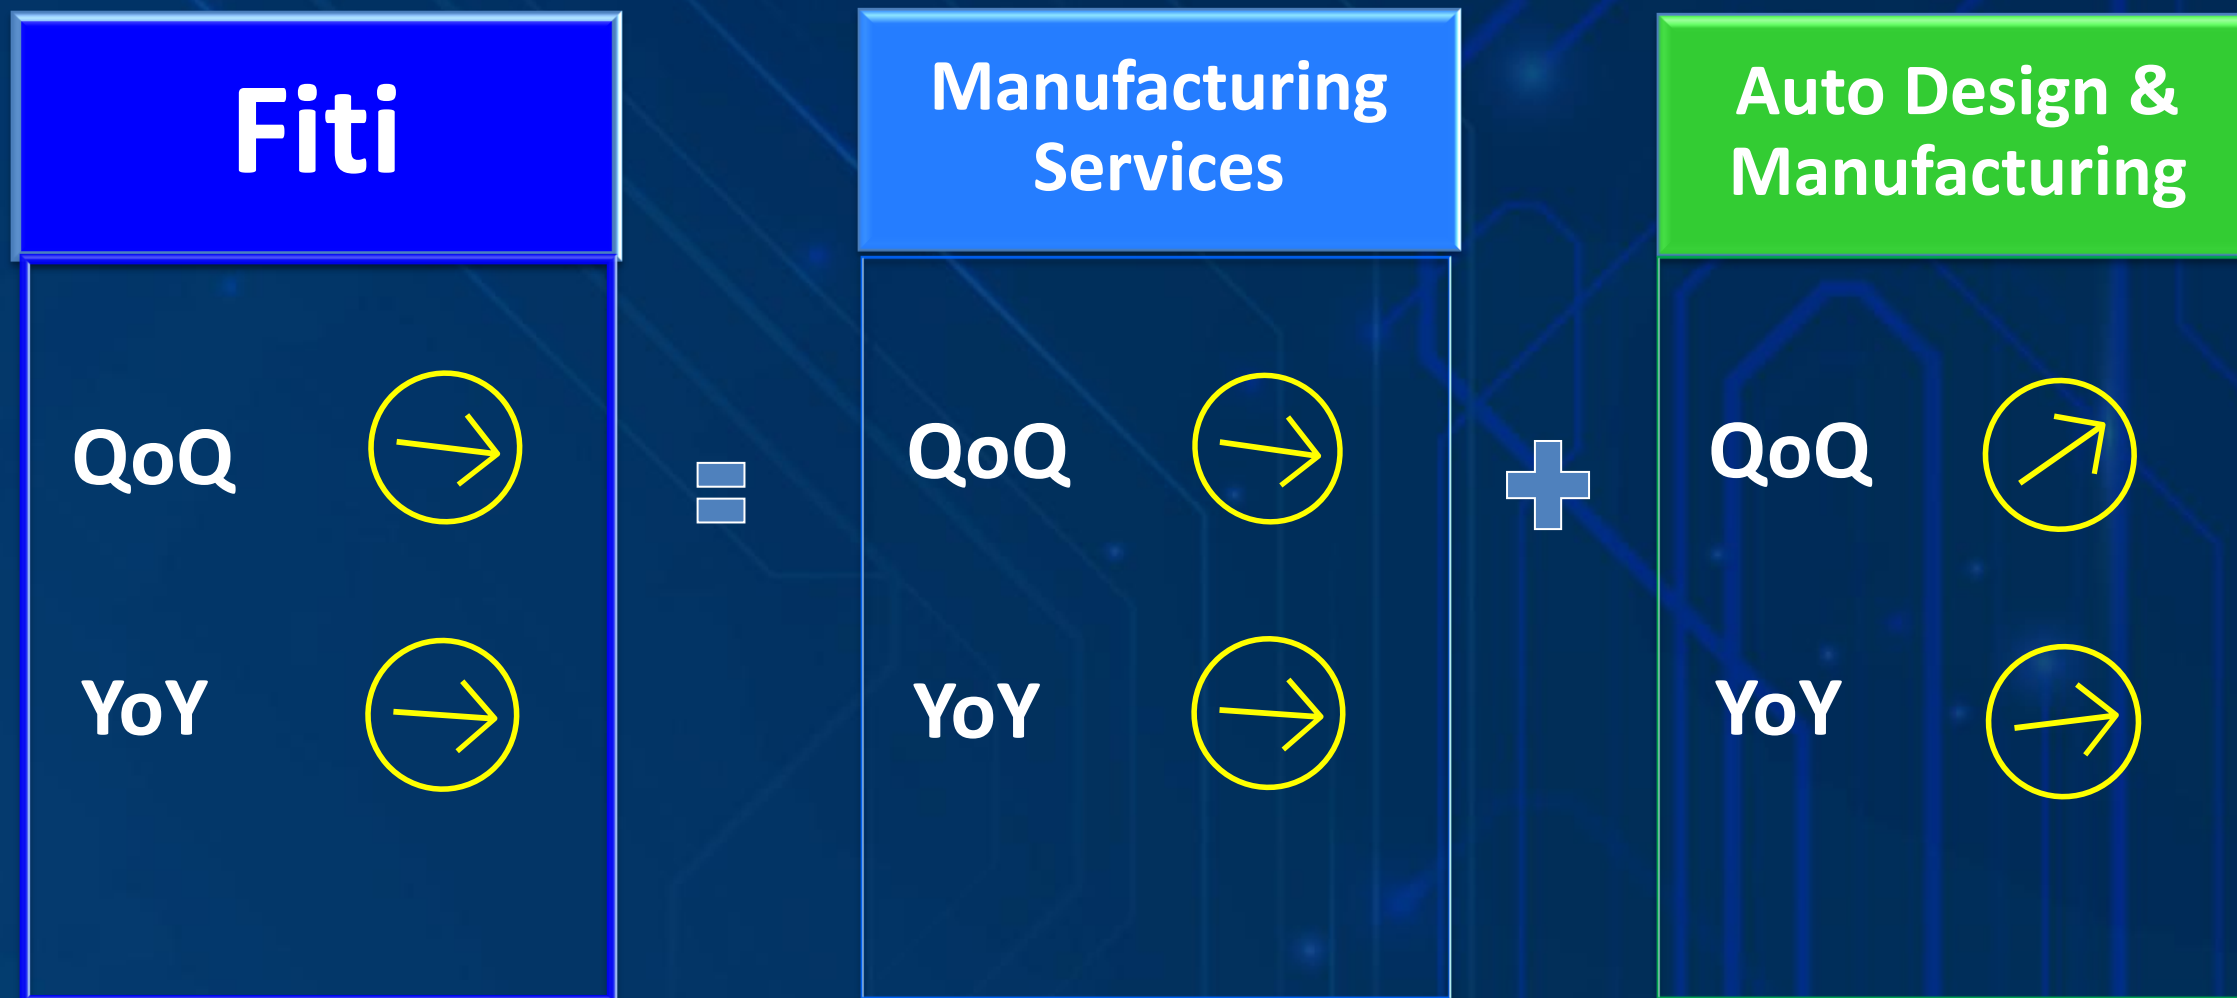 Fiti
QoQ
YoY
Manufacturing
Services
QoQ
YoY
Auto Design &
Manufacturing
QoQ
YoY